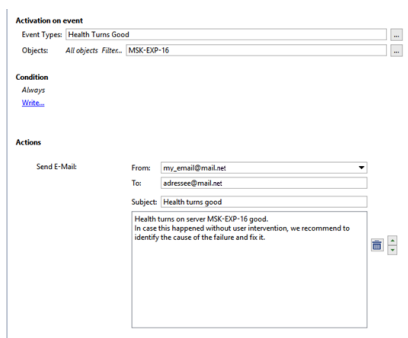 Activation on event
Event Types: Health Turns Good ...
Objects: All objects Filter... MSK-EXP-16 ...
Condition
Always
Write...
Actions
Send E-Mail: From: my_email@mail.net
To: adressee@mail.net
Subject: Health turns good
Health turns on server MSK-EXP-16 good.
In case this happened without user intervention, we recommend to
identify the cause of the failure and fix it.